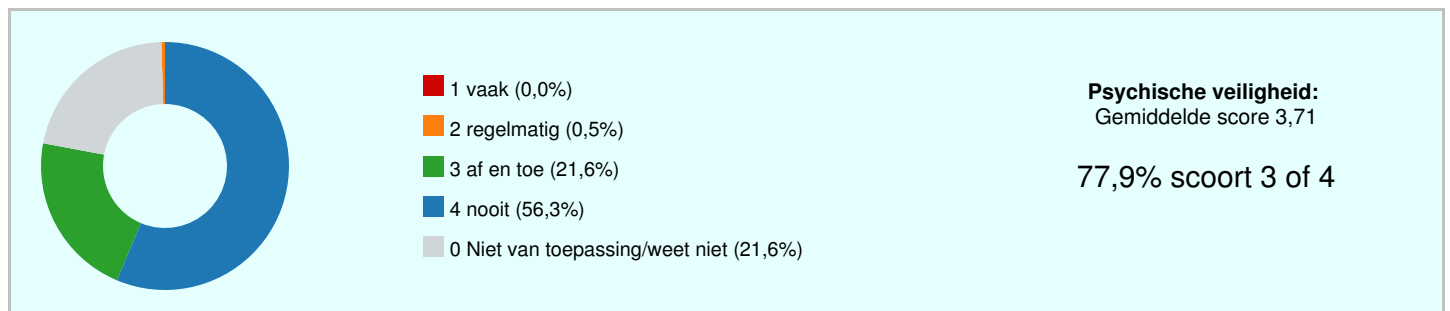 1 vaak (0,0%)
2 regelmatig (0,5%)
3 af en toe (21,6%)
4 nooit (56,3%)
0 Niet van toepassing/weet niet (21,6%)
Psychische veiligheid:
Gemiddelde score 3,71
77,9% scoort 3 of 4